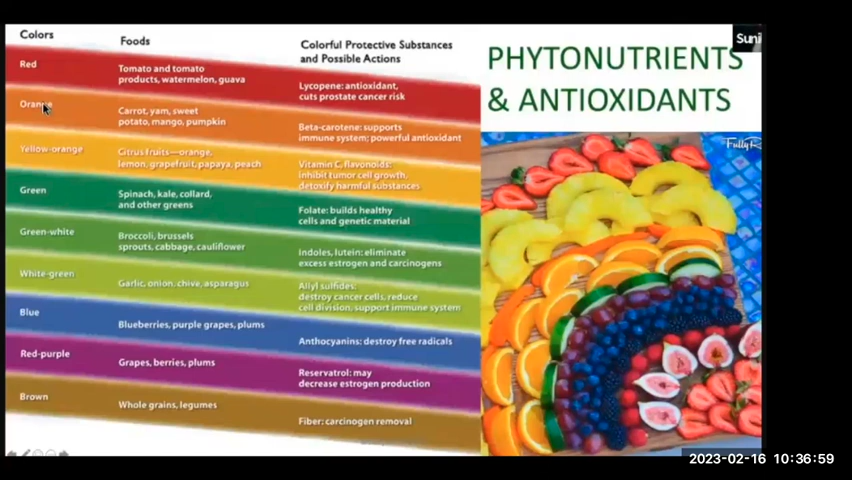 Colors
Foods
Colorful Protective Substances
and Possible Actions
Red
Tomato and tomato
products, watermelon, guava
Lycopene: antioxidant,
cuts prostate cancer risk
Orange
Carrot, yam, sweet
potato, mango, pumpkin
Beta-carotene: supports
immune system; powerful antioxidant
Yellow-orange
Citrus fruits—orange,
lemon, grapefruit, papaya, peach
Vitamin C, flavonoids:
inhibit tumor cell growth,
detoxify harmful substances
Green
Spinach, kale, collard,
and other greens
Folate: builds healthy
cells and genetic material
Green-white
Broccoli, brussels
sprouts, cabbage, cauliflower
Indoles, lutein: eliminate
excess estrogen and carcinogens
White-green
Garlic, onion, chive, asparagus
Allyl sulfides:
destroy cancer cells, reduce
cell division, support immune system
Blue
Blueberries, purple grapes, plums
Anthocyanins: destroy free radicals
Red-purple
Grapes, berries, plums
Reservatrol: may
decrease estrogen production
Brown
Whole grains, legumes
Fiber: carcinogen removal
PHYTONUTRIENTS
& ANTIOXIDANTS
Suni
FullyR
2023-02-16 10:36:59